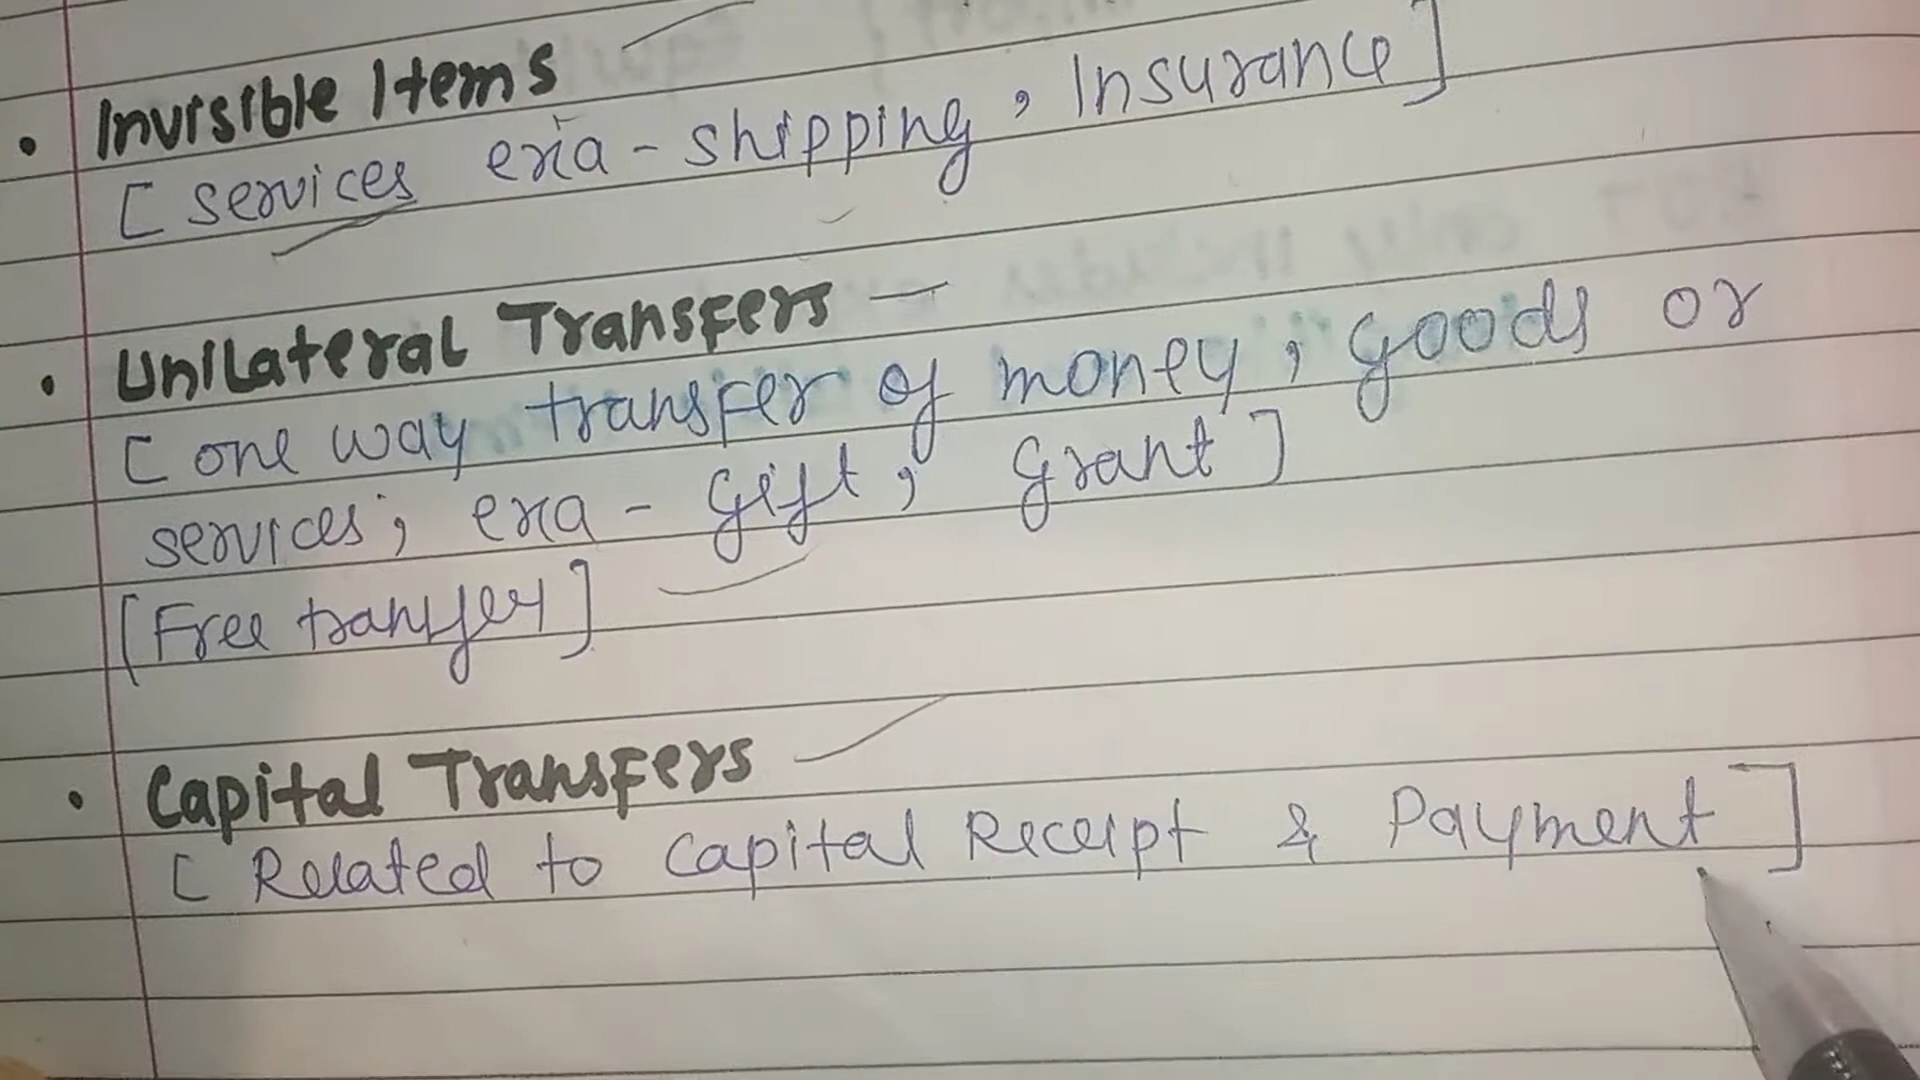 • Invisible Items
[ services exa - shipping, Insurance ]
• Unilateral Transfers -
[ one way transfer of money, goods or
services; exa - Gift, Grant ]
[Free transfer]
• Capital Transfers
[ Related to Capital Receipt & Payment ]